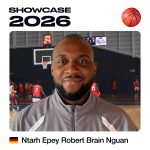 SHOWCASE
2026
Ntarh Epey Robert Brain Nguan